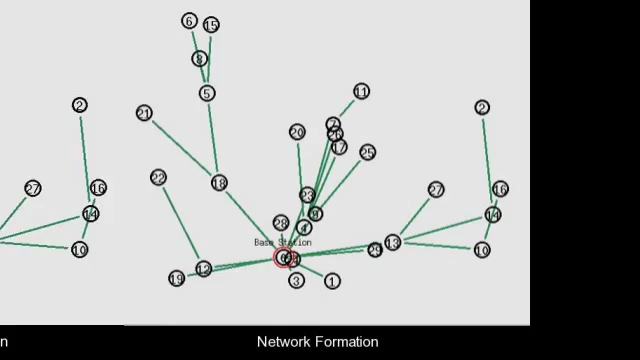 6 15
8
5
11
2 21 7 2
20 26
17
25
22 18
27 16 23 27 16
14 28 4 9 14
Base Station
10 12 29 13 10
19 3 1
n Network Formation